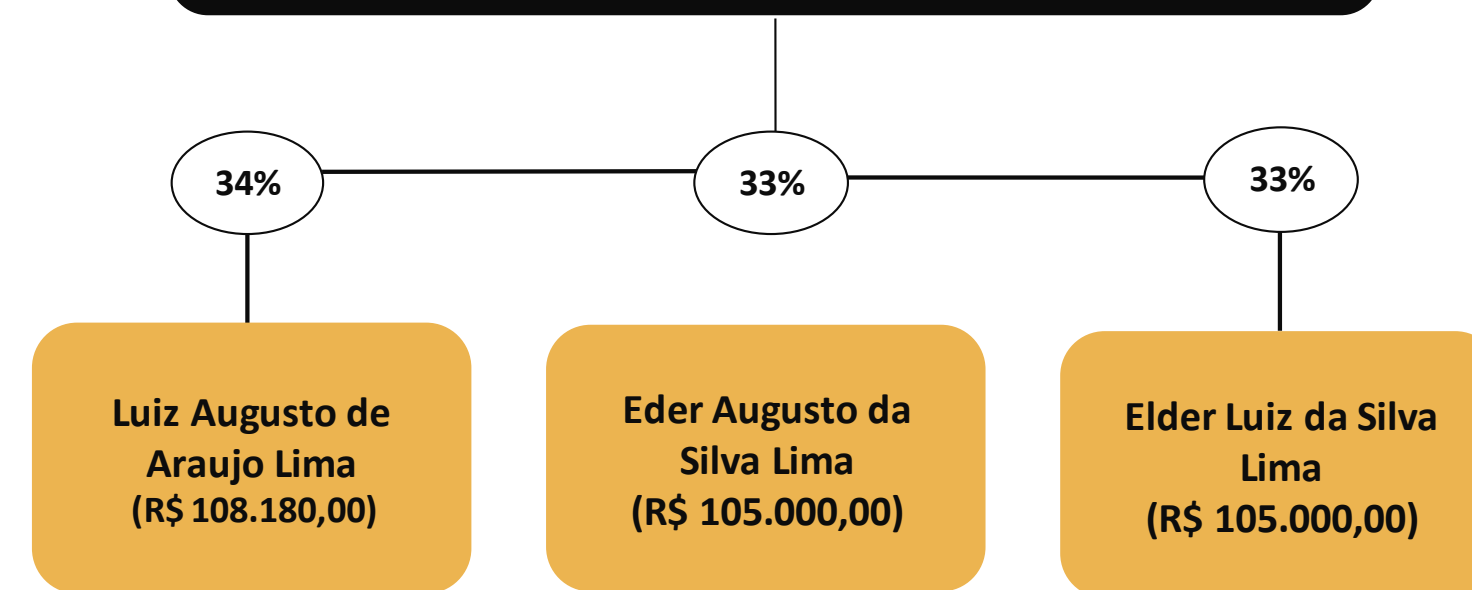 34%
33%
33%
Luiz Augusto de
Araujo Lima
(R$ 108.180,00)
Eder Augusto da
Silva Lima
(R$ 105.000,00)
Elder Luiz da Silva
Lima
(R$ 105.000,00)